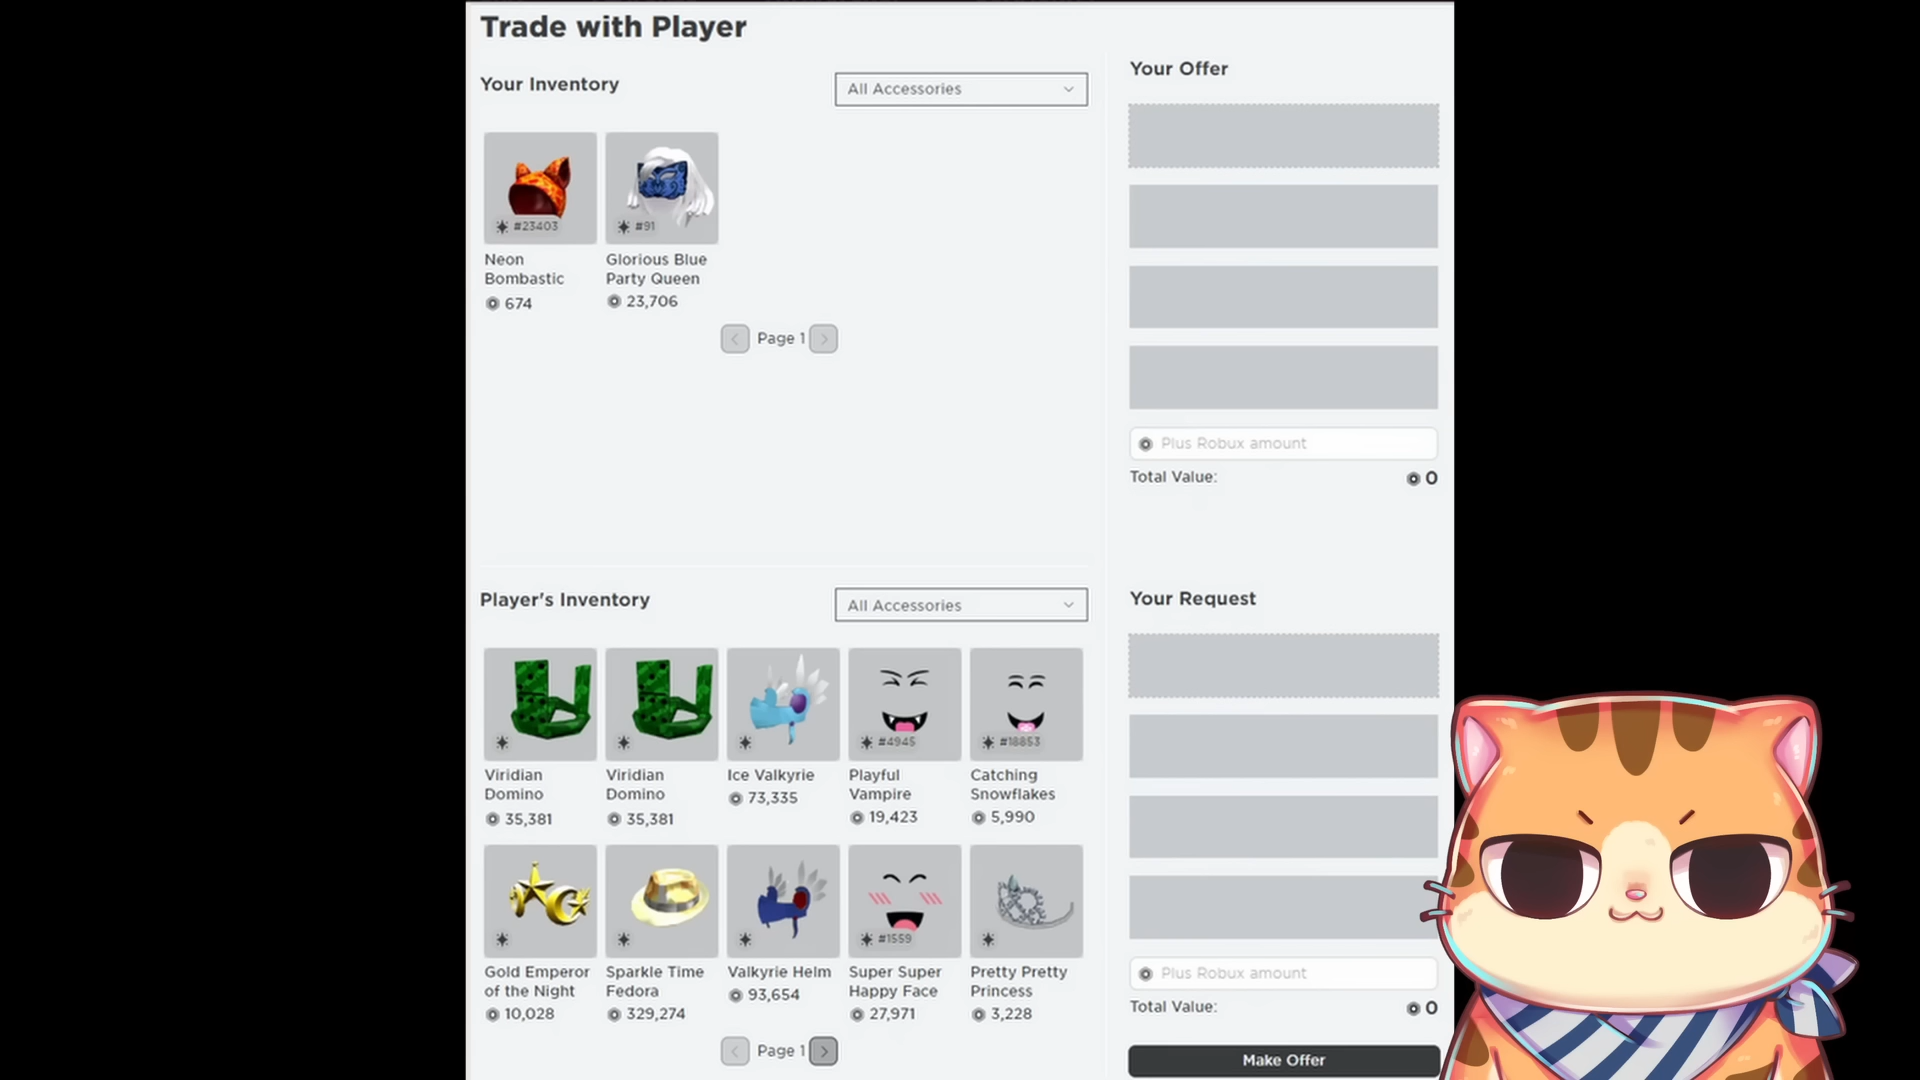 Trade with Player
Your Inventory
All Accessories
#23403
#91
Neon
Bombastic
674
Glorious Blue
Party Queen
23,706
Page 1
Your Offer
Plus Robux amount
Total Value:
0
Player's Inventory
All Accessories
#4945
#18853
Viridian
Domino
35,381
Viridian
Domino
35,381
Ice Valkyrie
73,335
Playful
Vampire
19,423
Catching
Snowflakes
5,990
#1559
Gold Emperor
of the Night
10,028
Sparkle Time
Fedora
329,274
Valkyrie Helm
93,654
Super Super
Happy Face
27,971
Pretty Pretty
Princess
3,228
Page 1
Your Request
Plus Robux amount
Total Value:
0
Make Offer